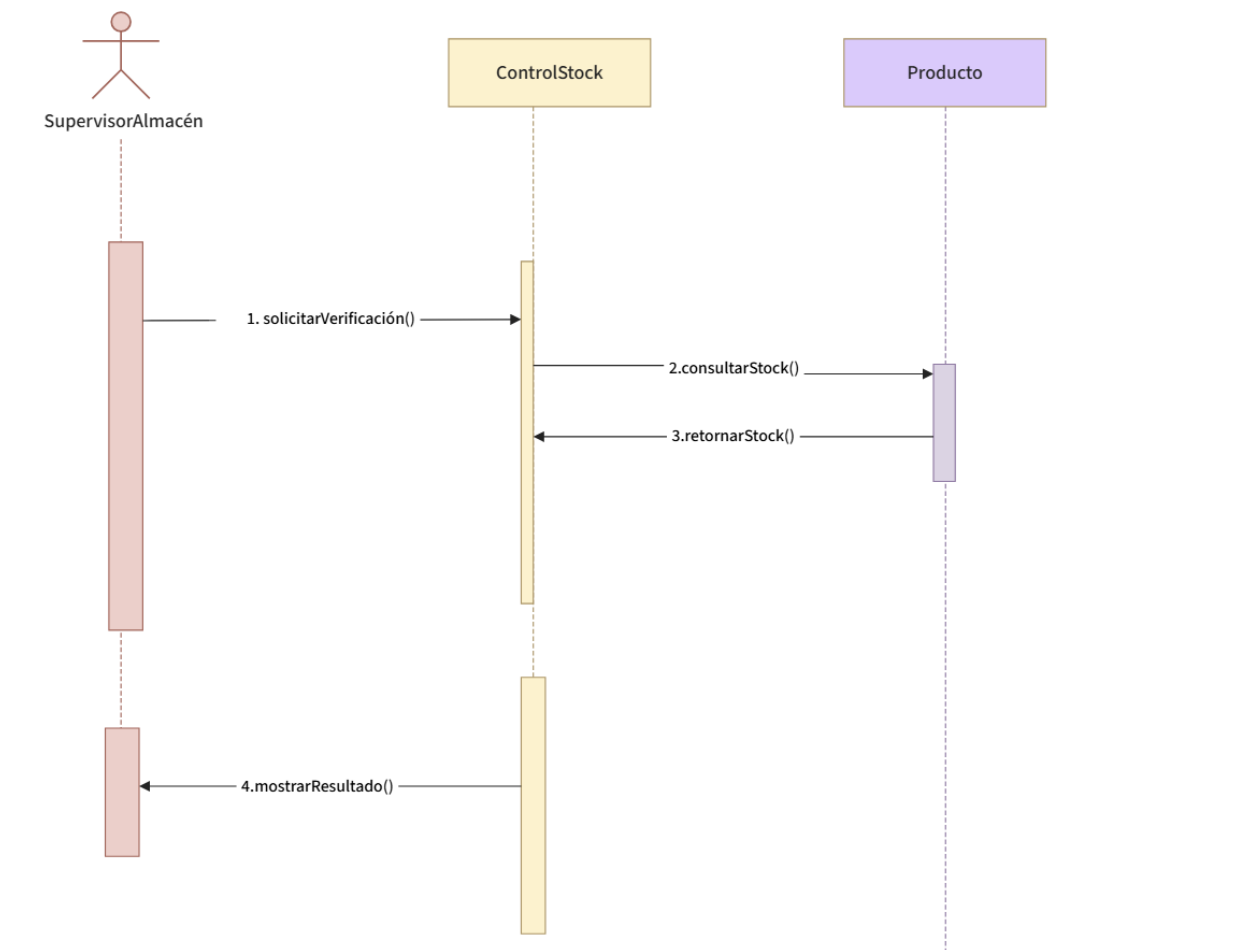 SupervisorAlmacén
ControlStock
Producto
1. solicitarVerificación()
2.consultarStock()
3.retornarStock()
4.mostrarResultado()